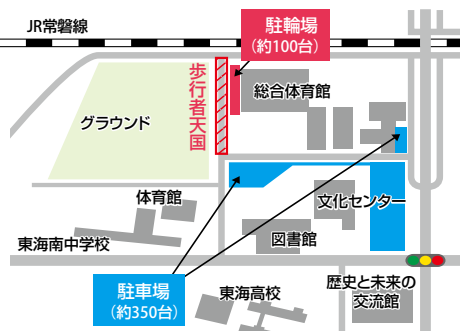 JR常磐線
駐輪場
（約100台）
歩行者天国
総合体育館
グラウンド
体育館
文化センター
東海南中学校
図書館
駐車場
（約350台）
東海高校
歴史と未来の
交流館